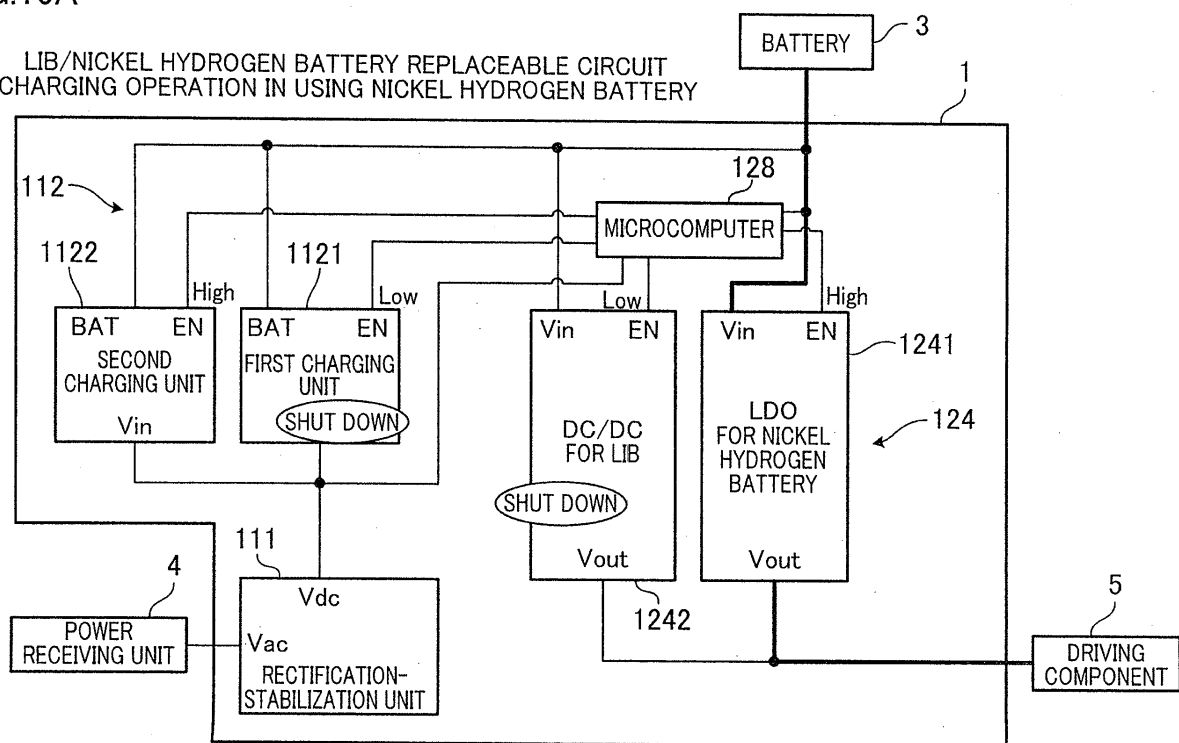 LIB/NICKEL HYDROGEN BATTERY REPLACEABLE CIRCUIT
CHARGING OPERATION IN USING NICKEL HYDROGEN BATTERY
BATTERY
3
1
112
128
MICROCOMPUTER
1122
1121
High
Low
Low
High
BAT EN
SECOND
CHARGING UNIT
Vin
BAT EN
FIRST CHARGING
UNIT
SHUT DOWN
Vin EN
DC/DC
FOR LIB
SHUT DOWN
Vout
1242
Vin EN
1241
LDO
FOR NICKEL
HYDROGEN
BATTERY
124
Vout
111
Vdc
Vac
RECTIFICATION-
STABILIZATION UNIT
4
POWER
RECEIVING UNIT
5
DRIVING
COMPONENT